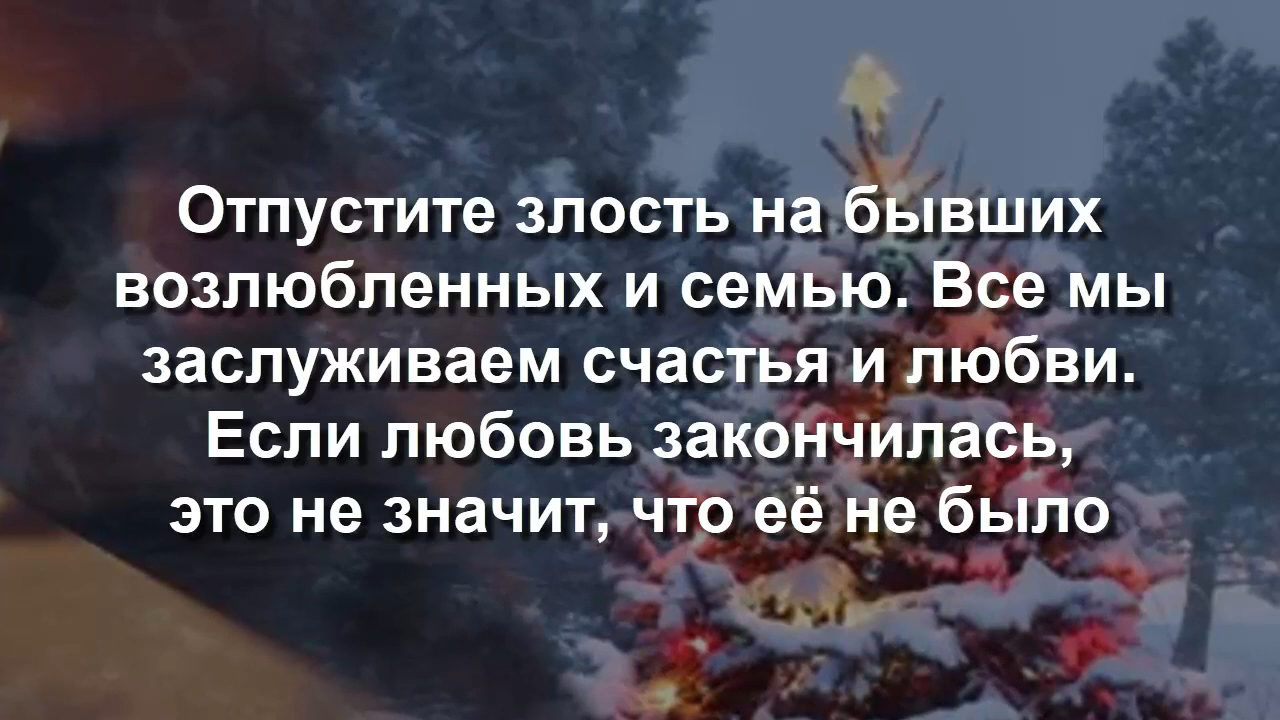 Отпустите злость на бывших
возлюбленных и семью. Все мы
заслуживаем счастья и любви.
Если любовь закончилась,
это не значит, что её не было